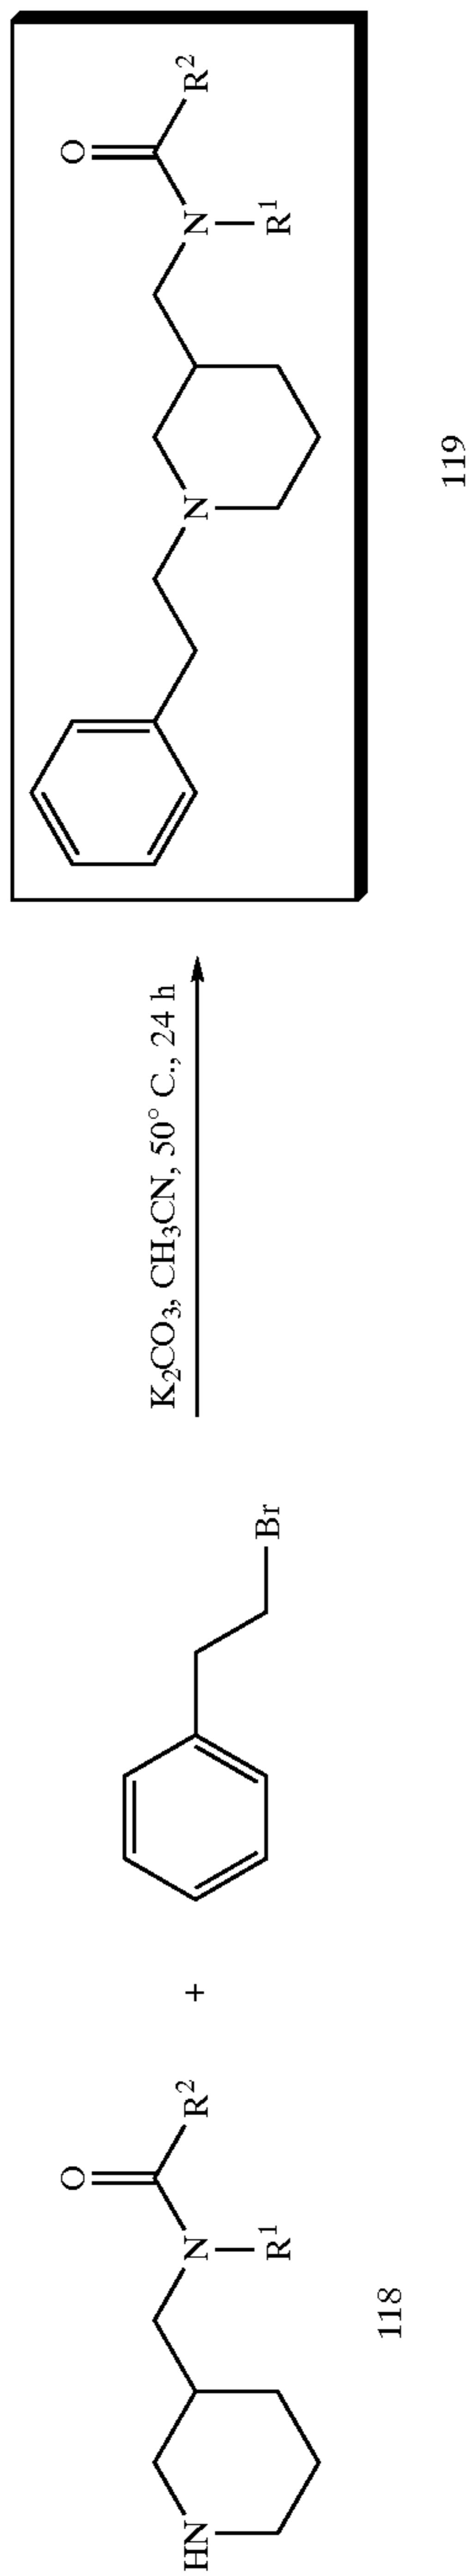 HN
N
O
R¹
R²
118
+
Br
K₂CO₃, CH₃CN, 50° C., 24 h
N
N
O
R¹
R²
119